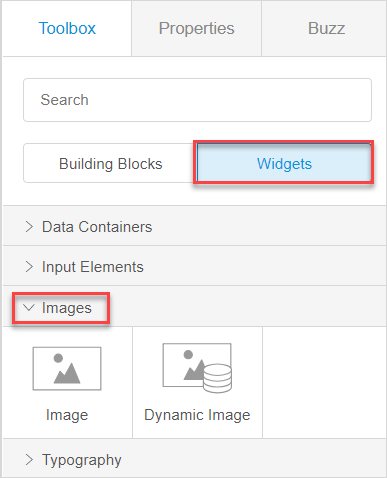 Toolbox Properties Buzz
Search
Building Blocks Widgets
Data Containers
Input Elements
Images
Image Dynamic Image
Typography